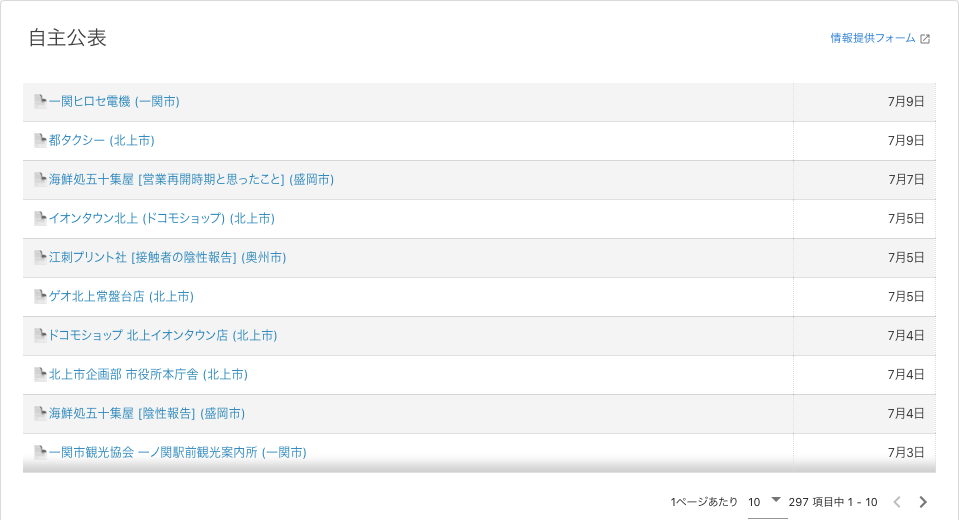 自主公表
情報提供フォーム
一関ヒロセ電機 (一関市) 7月9日
都タクシー (北上市) 7月9日
海鮮処五十集屋 [営業再開時期と思ったこと] (盛岡市) 7月7日
イオンタウン北上 (ドコモショップ) (北上市) 7月5日
江刺プリント社 [接触者の陰性報告] (奥州市) 7月5日
ゲオ北上常盤台店 (北上市) 7月5日
ドコモショップ 北上イオンタウン店 (北上市) 7月4日
北上市企画部 市役所本庁舎 (北上市) 7月4日
海鮮処五十集屋 [陰性報告] (盛岡市) 7月4日
一関市観光協会 一ノ関駅前観光案内所 (一関市) 7月3日
1ページあたり 10 297 項目中 1 - 10